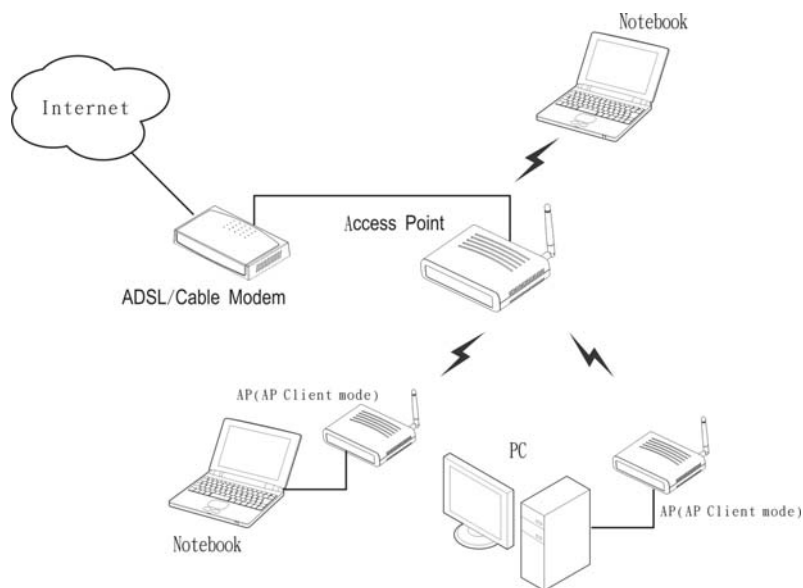 Notebook
Internet
Access Point
ADSL/Cable Modem
AP(AP Client mode)
PC
AP(AP Client mode)
Notebook